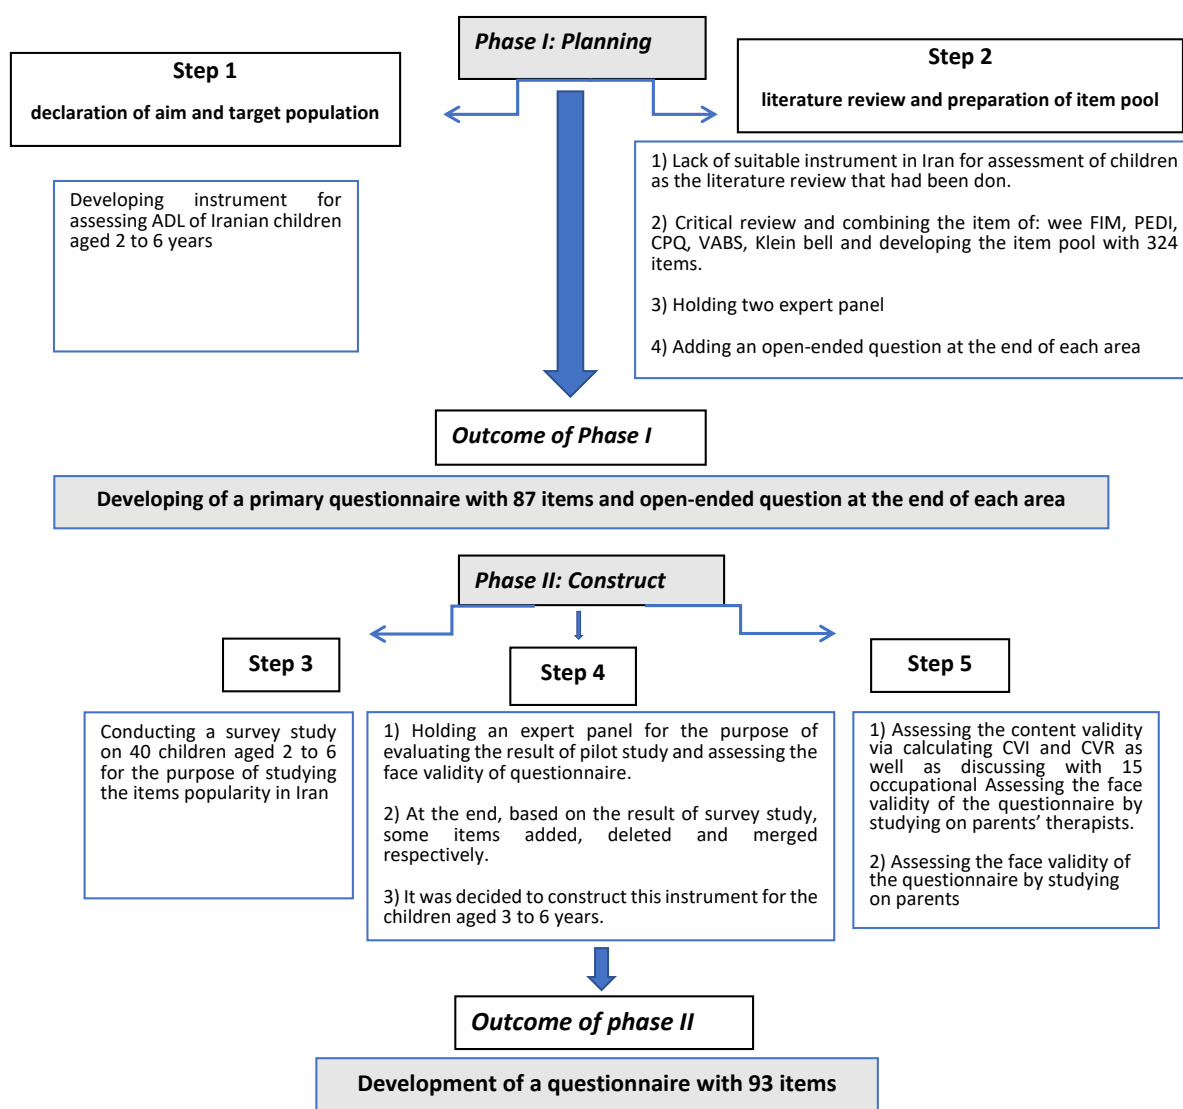 Phase I: Planning
Step 1
declaration of aim and target population
Step 2
literature review and preparation of item pool
Developing instrument for
assessing ADL of Iranian children
aged 2 to 6 years
1) Lack of suitable instrument in Iran for assessment of children
as the literature review that had been don.
2) Critical review and combining the item of: wee FIM, PEDI,
CPQ, VABS, Klein bell and developing the item pool with 324
items.
3) Holding two expert panel
4) Adding an open-ended question at the end of each area
Outcome of Phase I
Developing of a primary questionnaire with 87 items and open-ended question at the end of each area
Phase II: Construct
Step 3
Step 4
Step 5
Conducting a survey study
on 40 children aged 2 to 6
for the purpose of studying
the items popularity in Iran
1) Holding an expert panel for the purpose of
evaluating the result of pilot study and assessing the
face validity of questionnaire.
2) At the end, based on the result of survey study,
some items added, deleted and merged
respectively.
3) It was decided to construct this instrument for the
children aged 3 to 6 years.
1) Assessing the content validity
via calculating CVI and CVR as
well as discussing with 15
occupational Assessing the face
validity of the questionnaire by
studying on parents’ therapists.
2) Assessing the face validity of
the questionnaire by studying
on parents
Outcome of phase II
Development of a questionnaire with 93 items